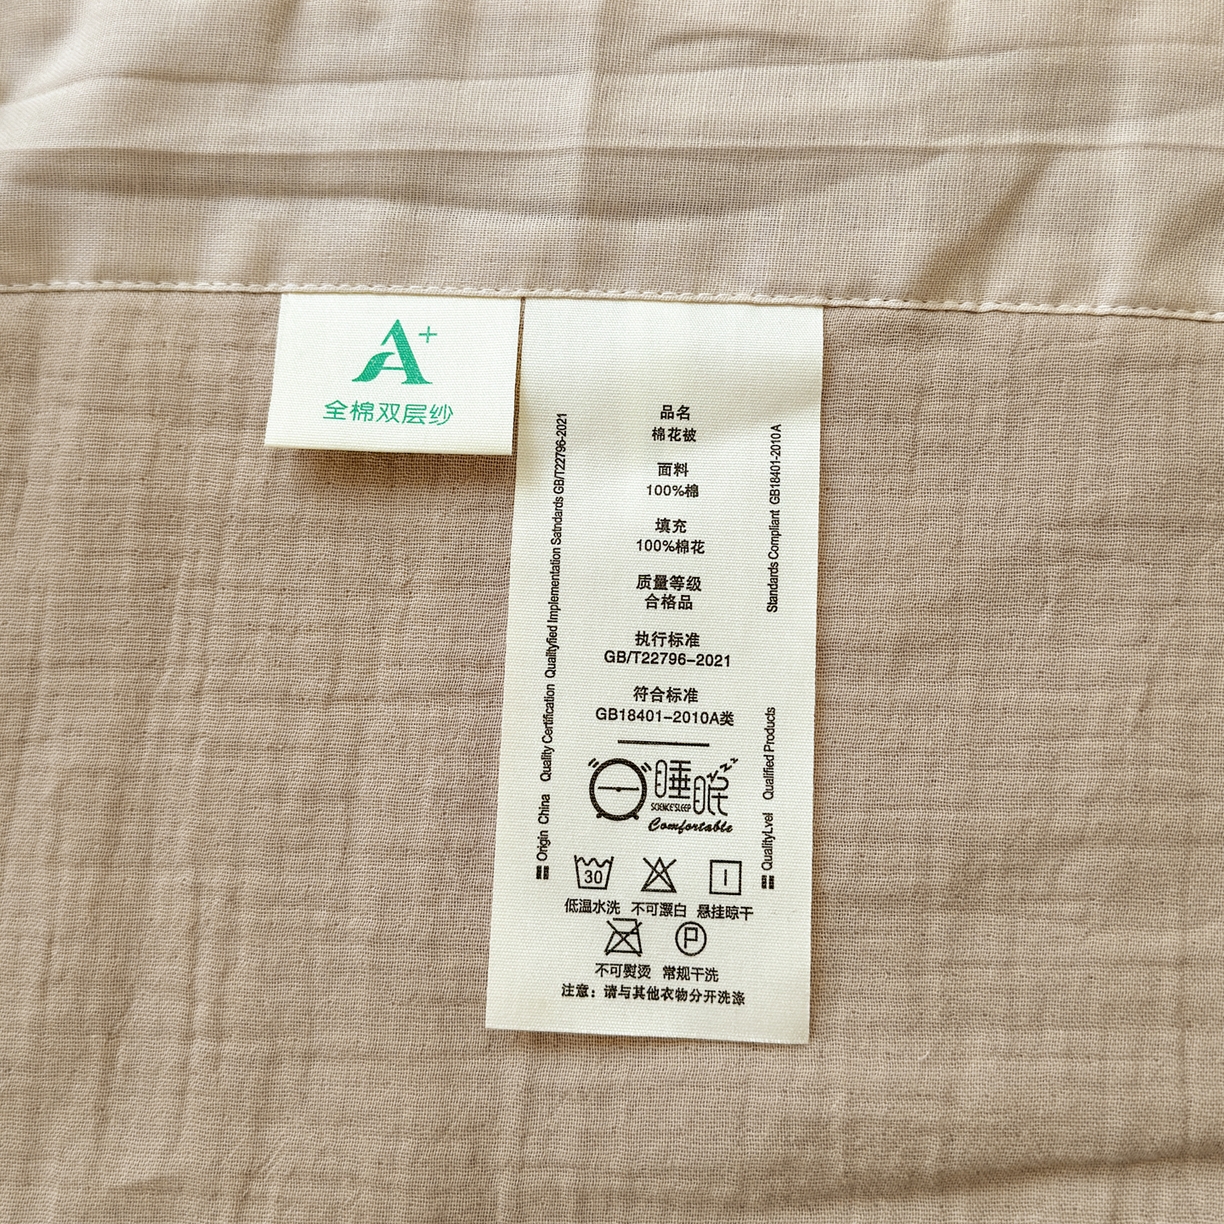 A+
全棉双层纱
品名
棉花被
面料
100%棉
填充
100%棉花
质量等级
合格品
执行标准
GB/T22796-2021
符合标准
GB18401-2010A类
睡眠
zzz
SCIENCE'SLEEP
Comfortable
30
低温水洗 不可漂白 悬挂晾干
P
不可熨烫 常规干洗
注意：请与其他衣物分开洗涤
Origin China Quality Certification Qualityfied Implementation Satndards GB/T22796-2021
QualityLvel Qualified Products Standards Compliant GB18401-2010A